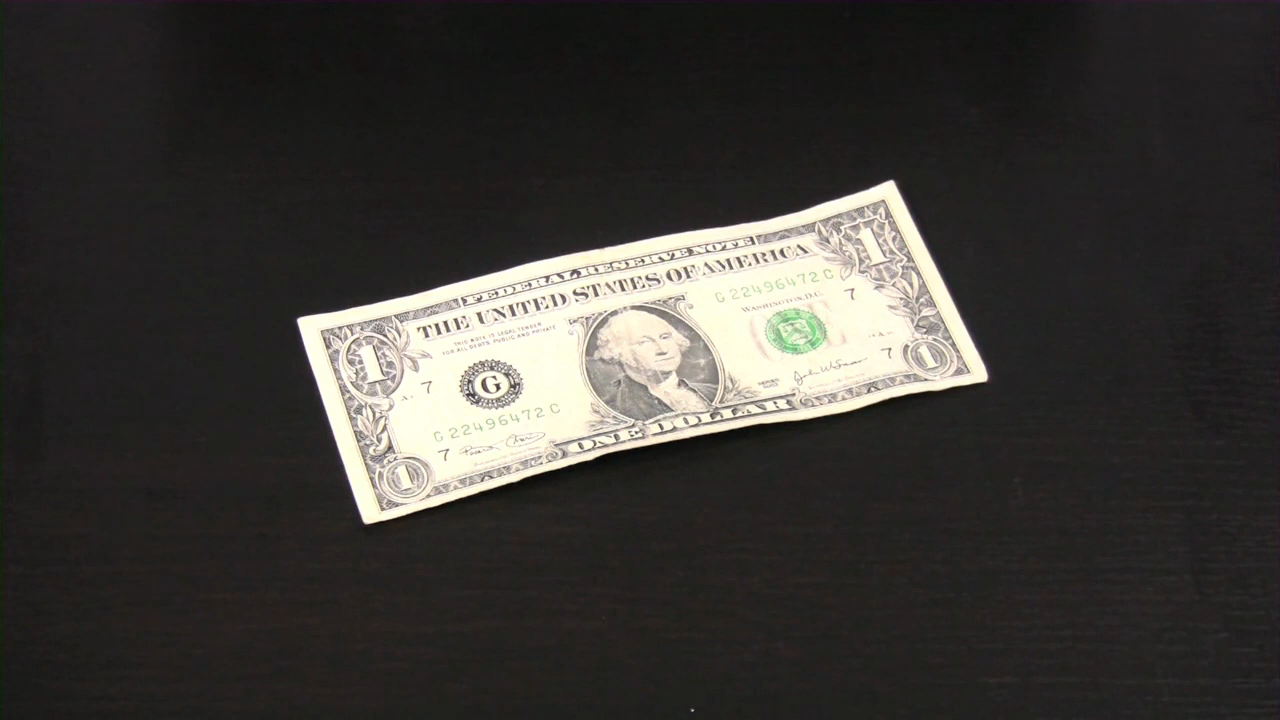 FEDERAL RESERVE NOTE
THE UNITED STATES OF AMERICA
1
1
THIS NOTE IS LEGAL TENDER
FOR ALL DEBTS, PUBLIC AND PRIVATE
G 22496472 C
WASHINGTON, D.C.
7
7
G
G 22496472 C
7
7
SERIES
1
1
ONE DOLLAR